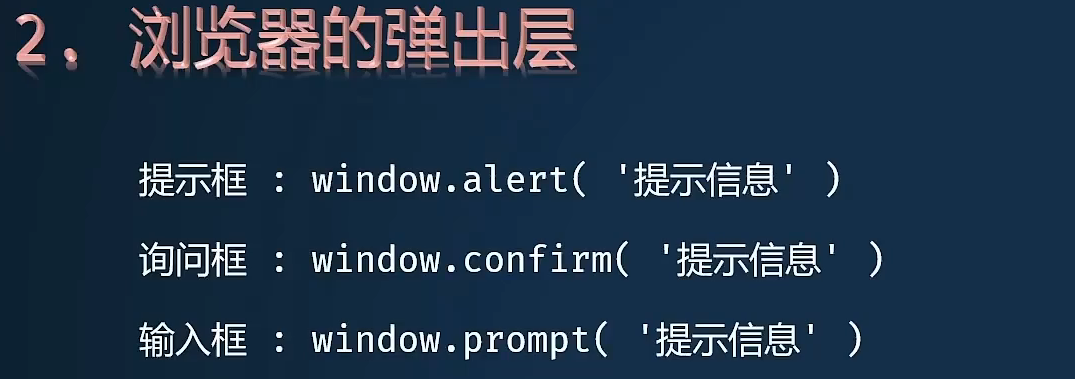 2. 浏览器的弹出层
提示框 : window.alert( '提示信息' )
询问框 : window.confirm( '提示信息' )
输入框 : window.prompt( '提示信息' )